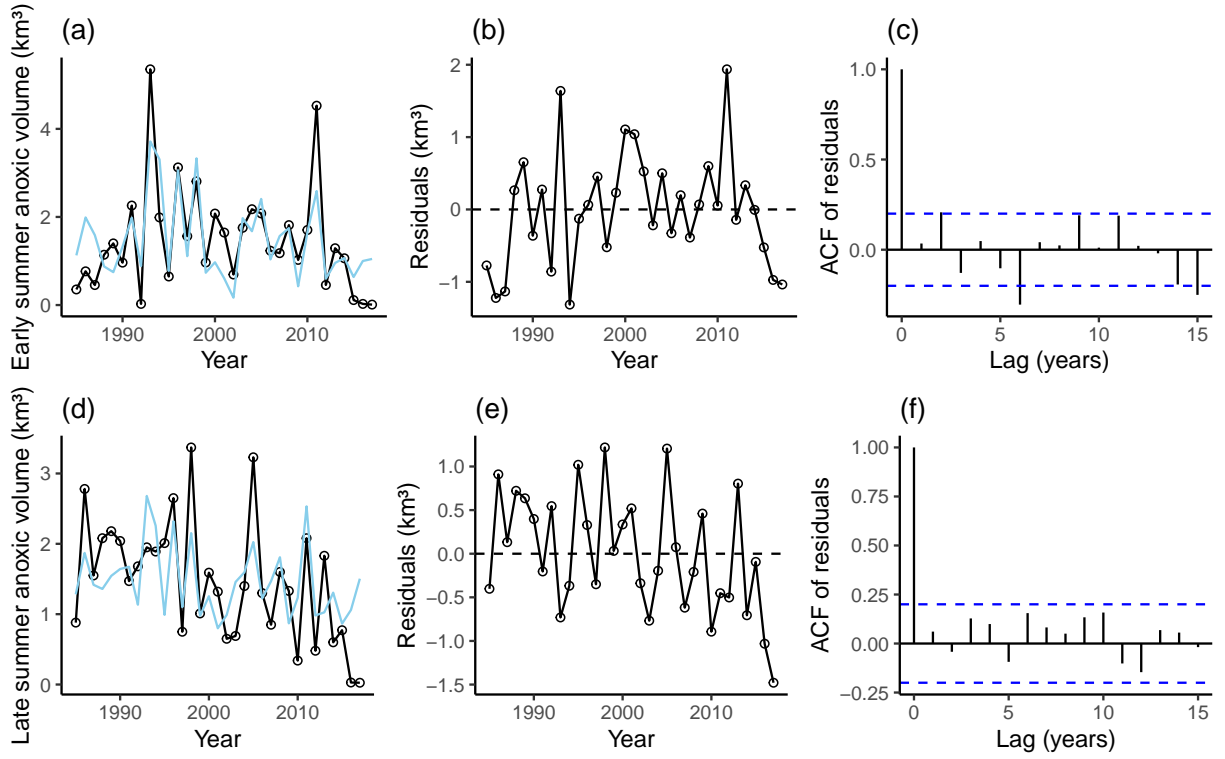 (a)
Early summer anoxic volume (km³)
4
2
0
1990 2000 2010
Year
(b)
Residuals (km³)
2
1
0
−1
1990 2000 2010
Year
(c)
ACF of residuals
1.0
0.5
0.0
0 5 10 15
Lag (years)
(d)
Late summer anoxic volume (km³)
3
2
1
0
1990 2000 2010
Year
(e)
Residuals (km³)
1.0
0.5
0.0
−0.5
−1.0
−1.5
1990 2000 2010
Year
(f)
ACF of residuals
1.00
0.75
0.50
0.25
0.00
−0.25
0 5 10 15
Lag (years)